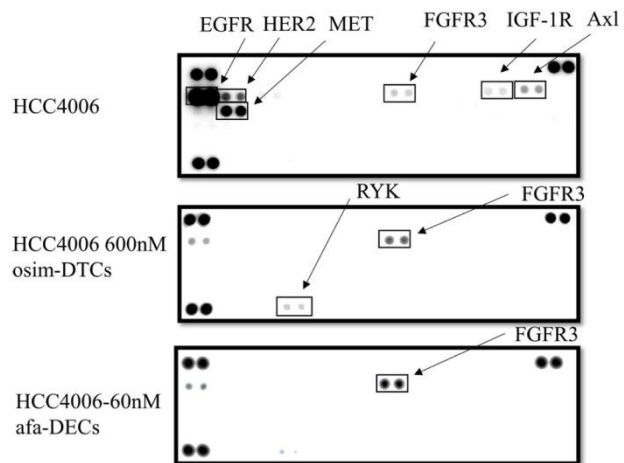 EGFR HER2 MET FGFR3 IGF-1R Axl
HCC4006
RYK FGFR3
HCC4006 600nM
osim-DTCs
FGFR3
HCC4006-60nM
afa-DECs